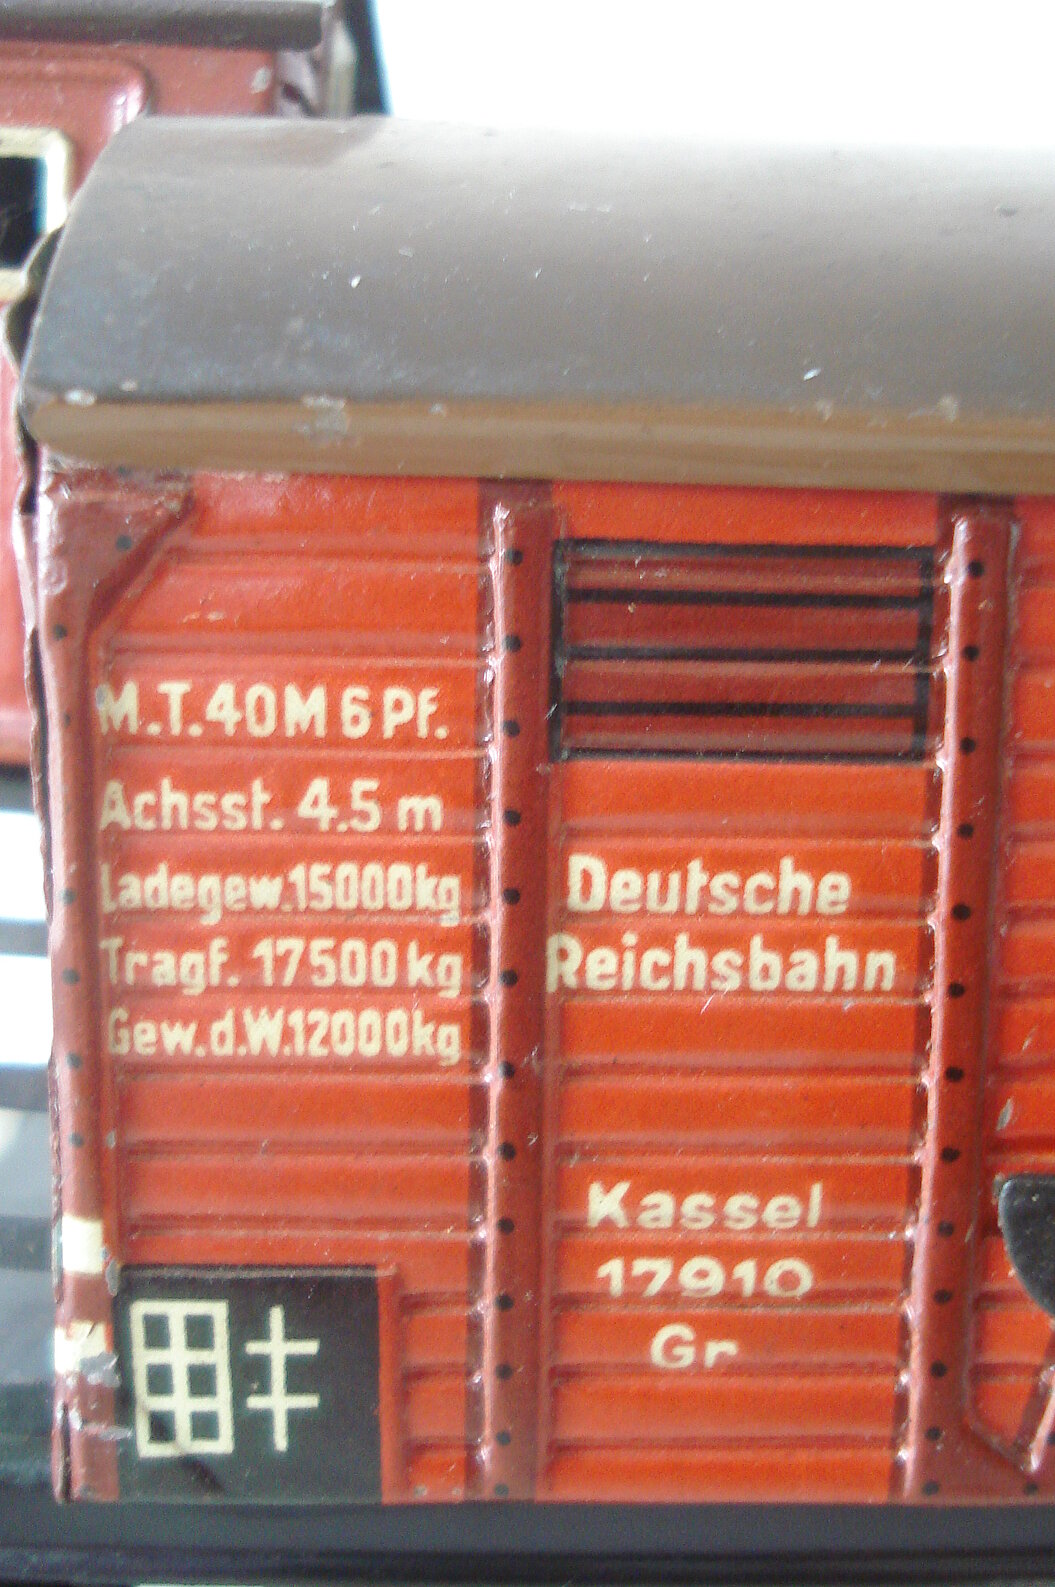 M.T.40M 6 Pf.
Achsst. 4.5 m
Ladegew.15000kg
Tragf. 17500 kg
Gew.d.W.12000kg
Deutsche
Reichsbahn
Kassel
17910
Gr